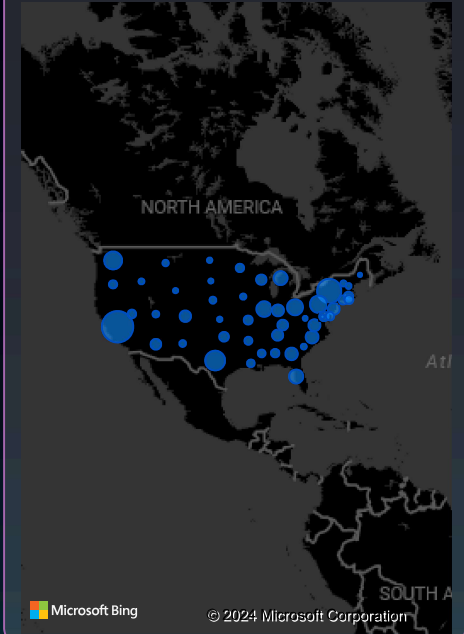 NORTH AMERICA
Atl
SOUTH A
Microsoft Bing
© 2024 Microsoft Corporation